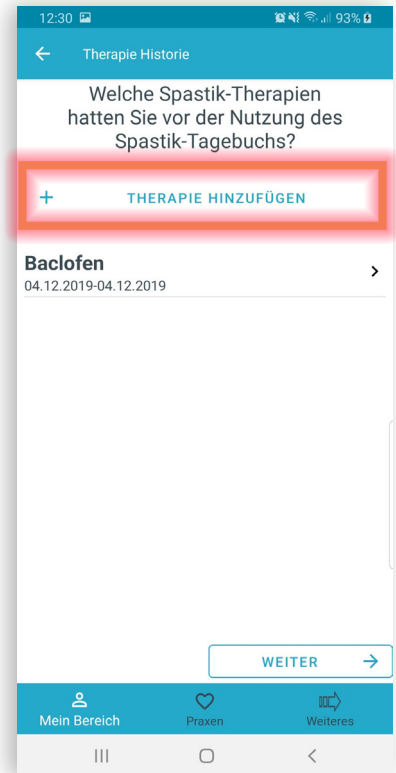 12:30 93%
Therapie Historie
Welche Spastik-Therapien
hatten Sie vor der Nutzung des
Spastik-Tagebuchs?
+ THERAPIE HINZUFÜGEN
Baclofen
04.12.2019-04.12.2019
WEITER
Mein Bereich Praxen Weiteres